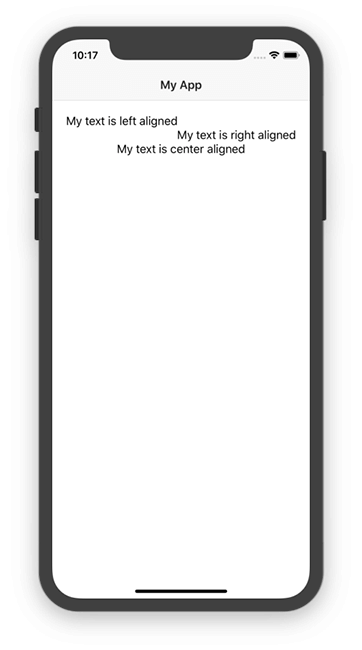 10:17
My App
My text is left aligned
My text is right aligned
My text is center aligned